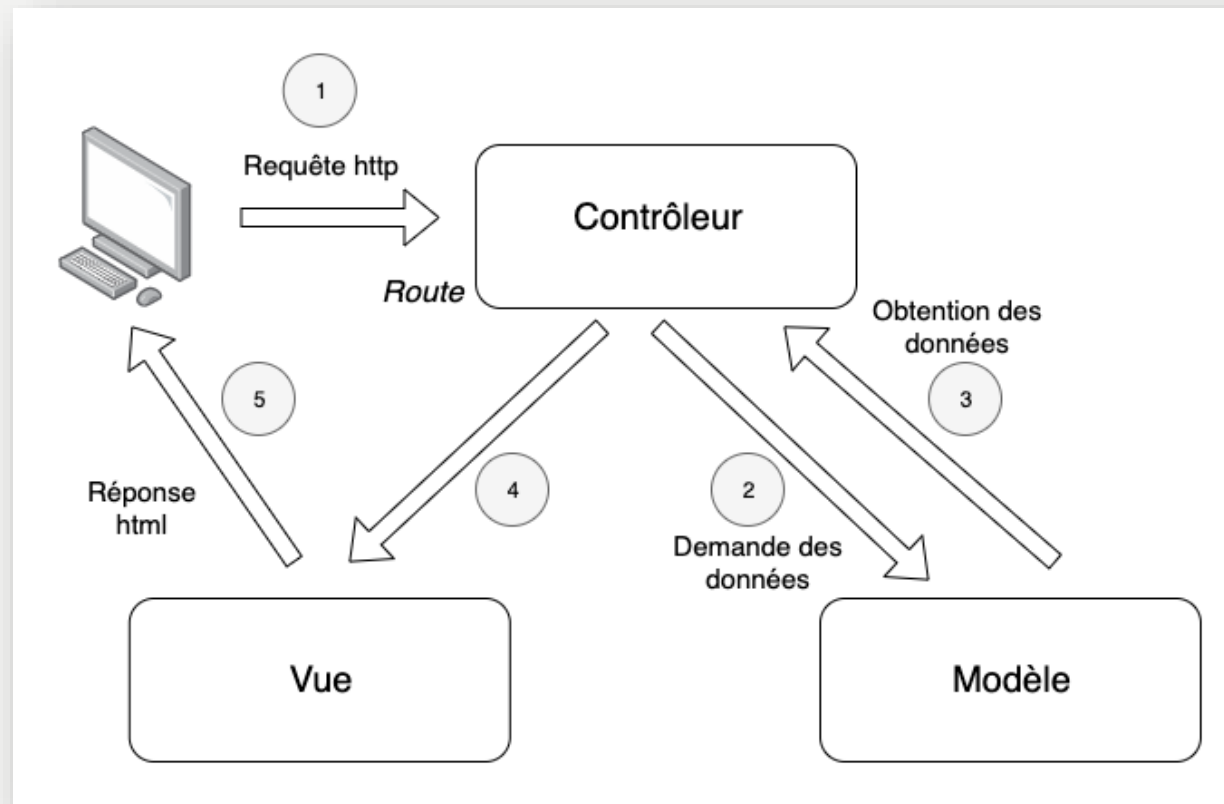 1
Requête http
Contrôleur
Route
Obtention des
données
5
3
4
2
Réponse
html
Demande des
données
Vue
Modèle